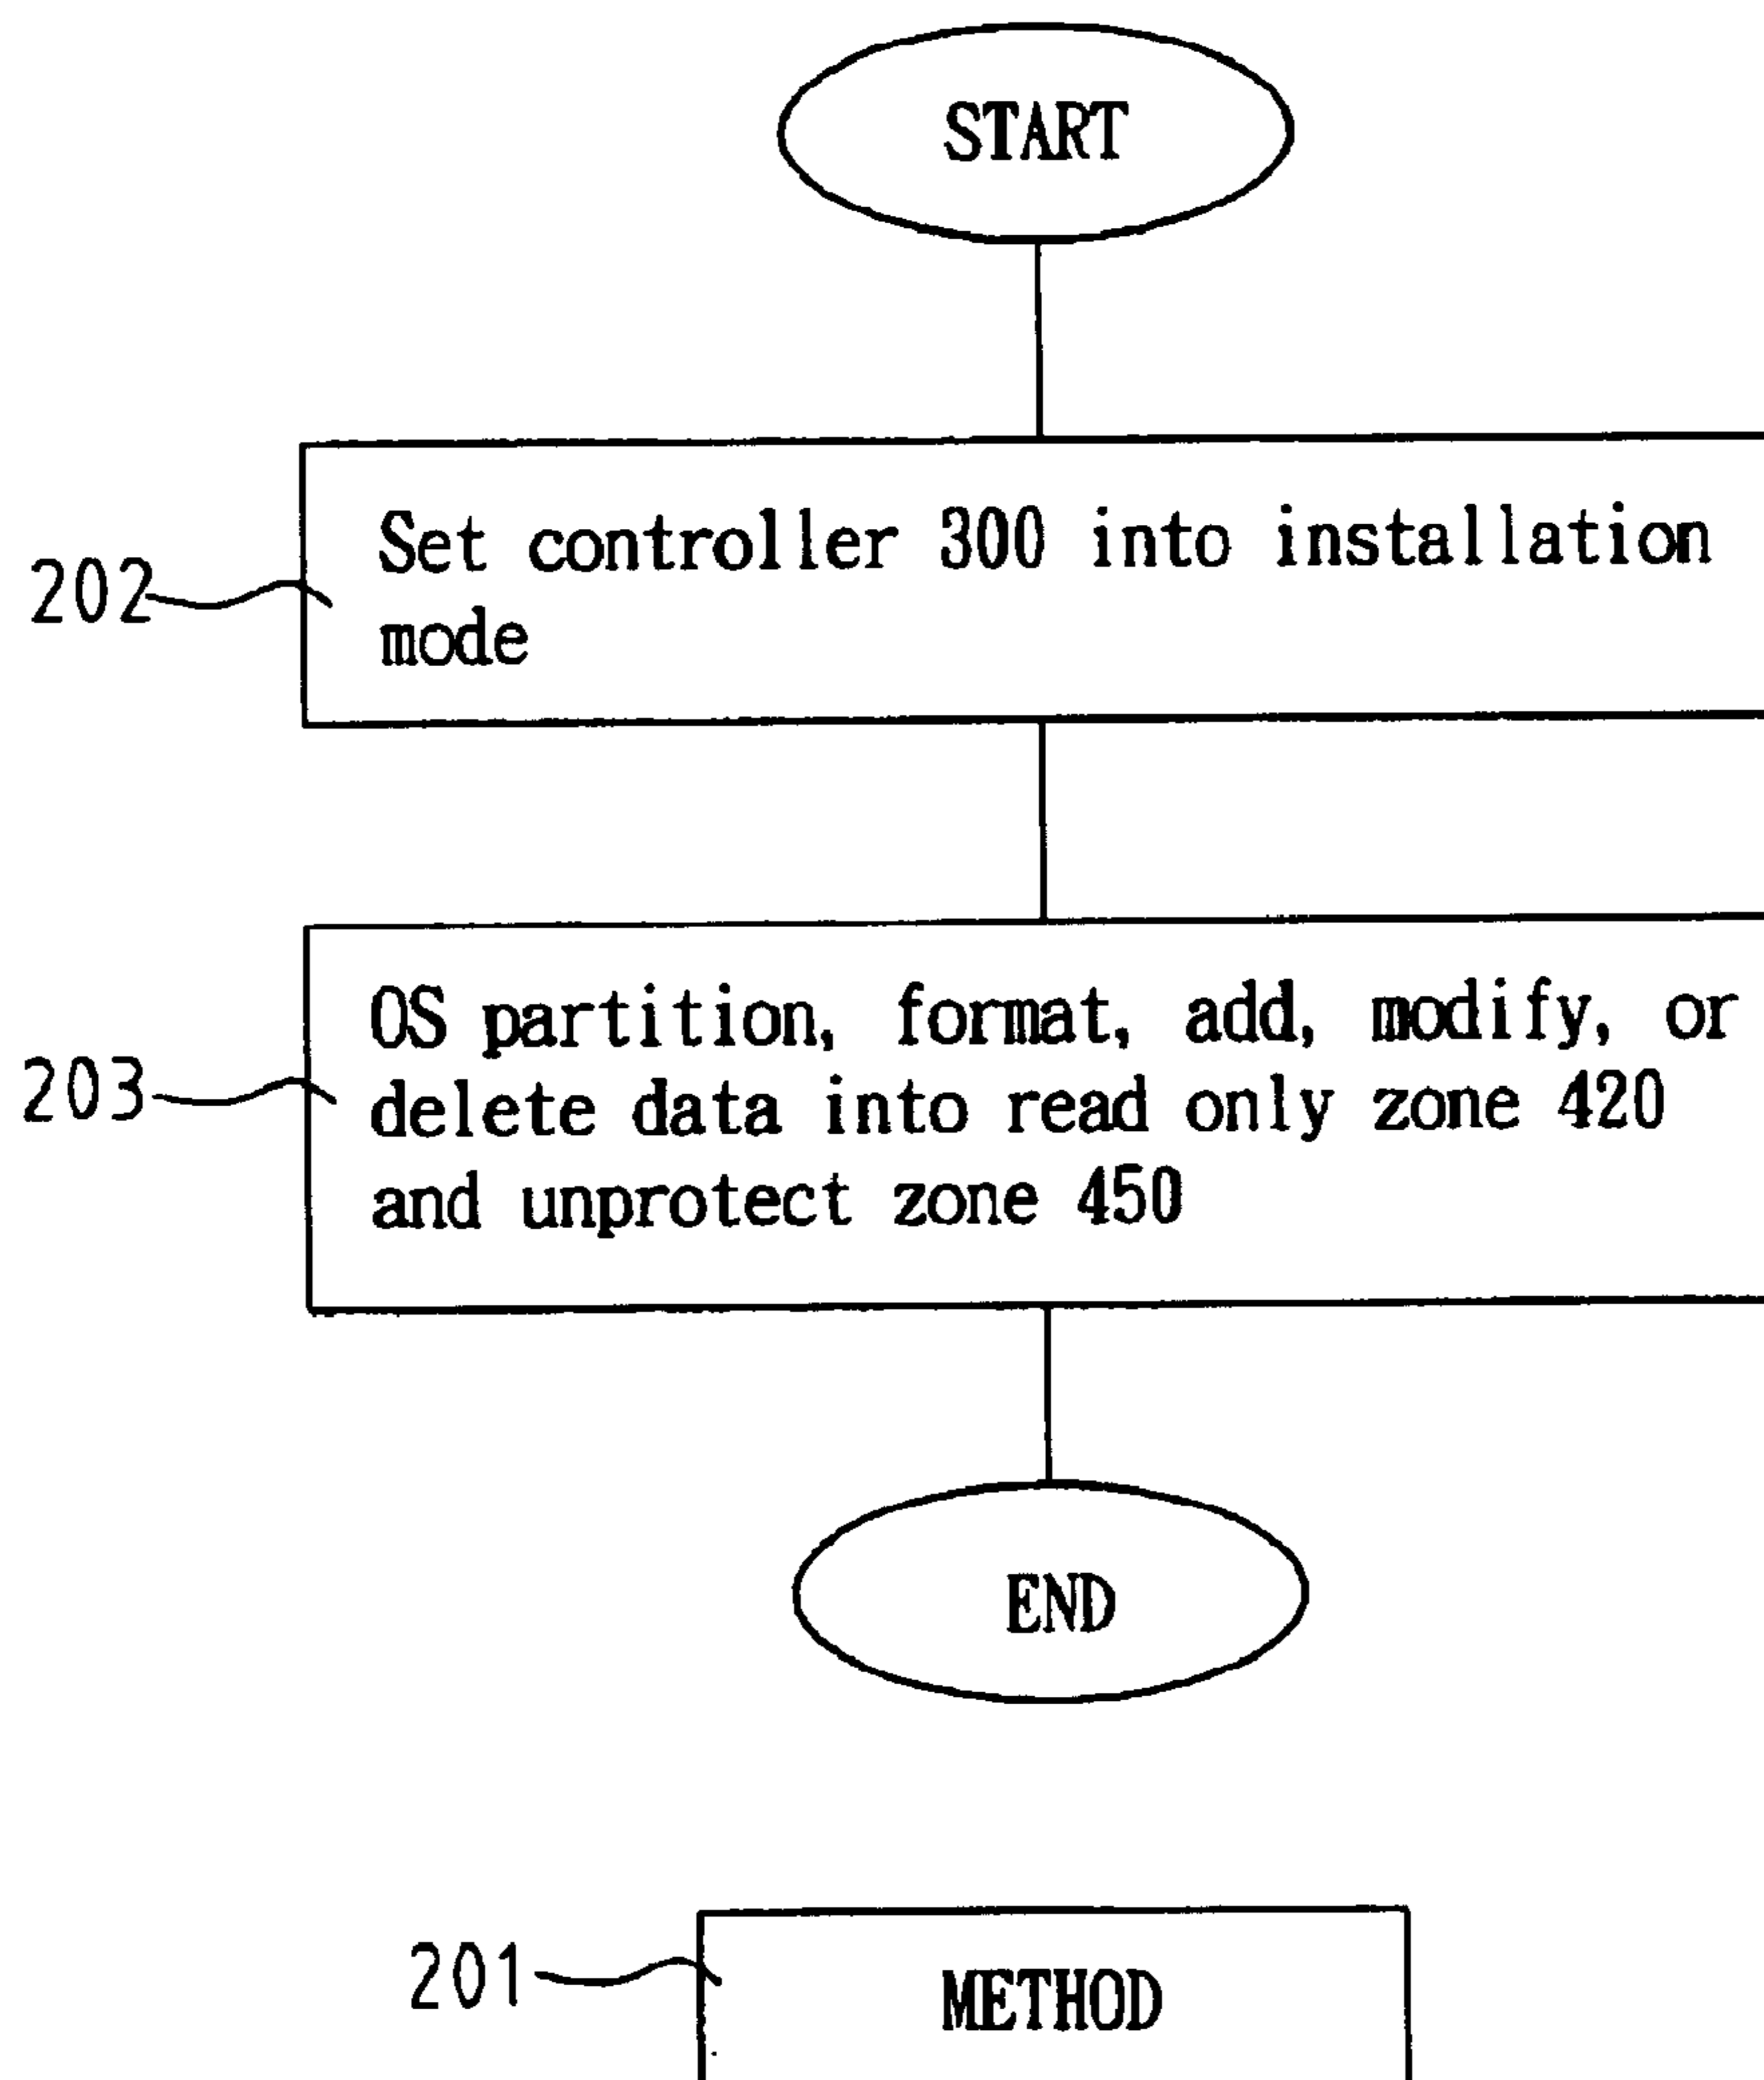 START
Set controller 300 into installation
mode
202
OS partition, format, add, modify, or
delete data into read only zone 420
and unprotect zone 450
203
END
201
METHOD